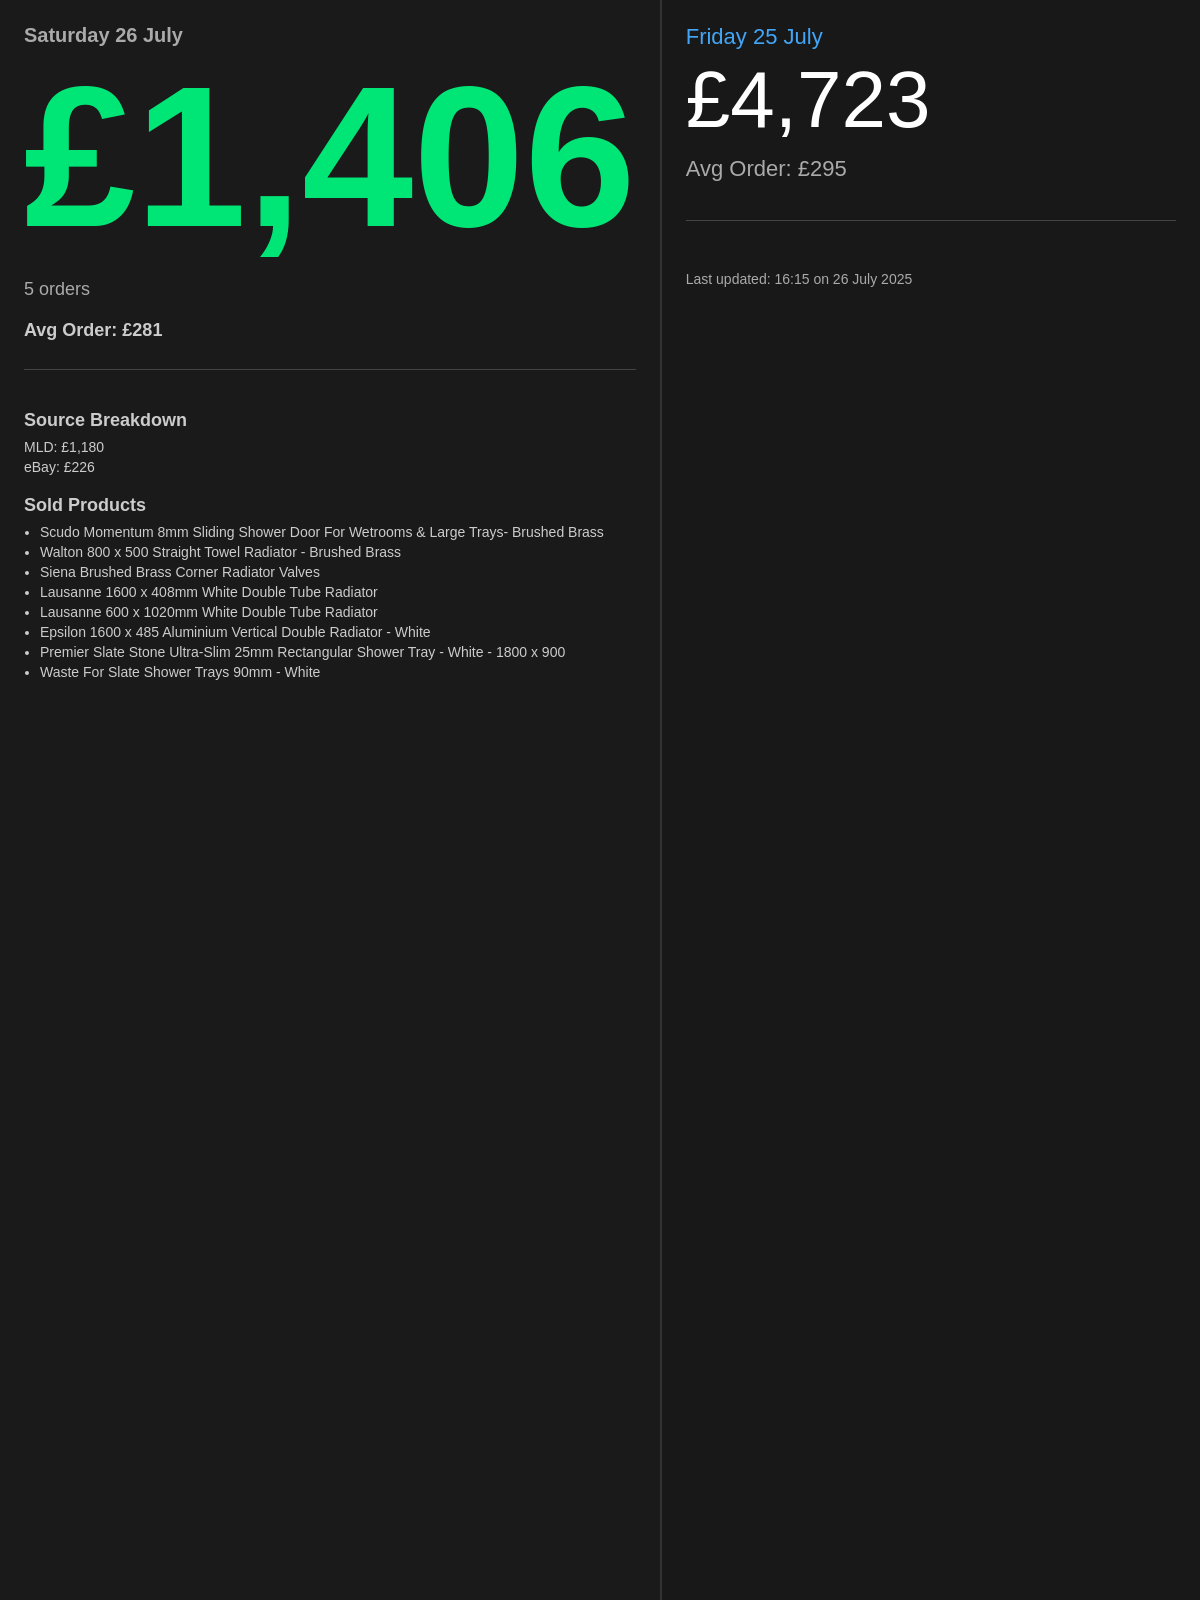 Saturday 26 July
£1,406
5 orders
Avg Order: £281
Source Breakdown
MLD: £1,180
eBay: £226
Sold Products
• Scudo Momentum 8mm Sliding Shower Door For Wetrooms & Large Trays- Brushed Brass
• Walton 800 x 500 Straight Towel Radiator - Brushed Brass
• Siena Brushed Brass Corner Radiator Valves
• Lausanne 1600 x 408mm White Double Tube Radiator
• Lausanne 600 x 1020mm White Double Tube Radiator
• Epsilon 1600 x 485 Aluminium Vertical Double Radiator - White
• Premier Slate Stone Ultra-Slim 25mm Rectangular Shower Tray - White - 1800 x 900
• Waste For Slate Shower Trays 90mm - White
Friday 25 July
£4,723
Avg Order: £295
Last updated: 16:15 on 26 July 2025